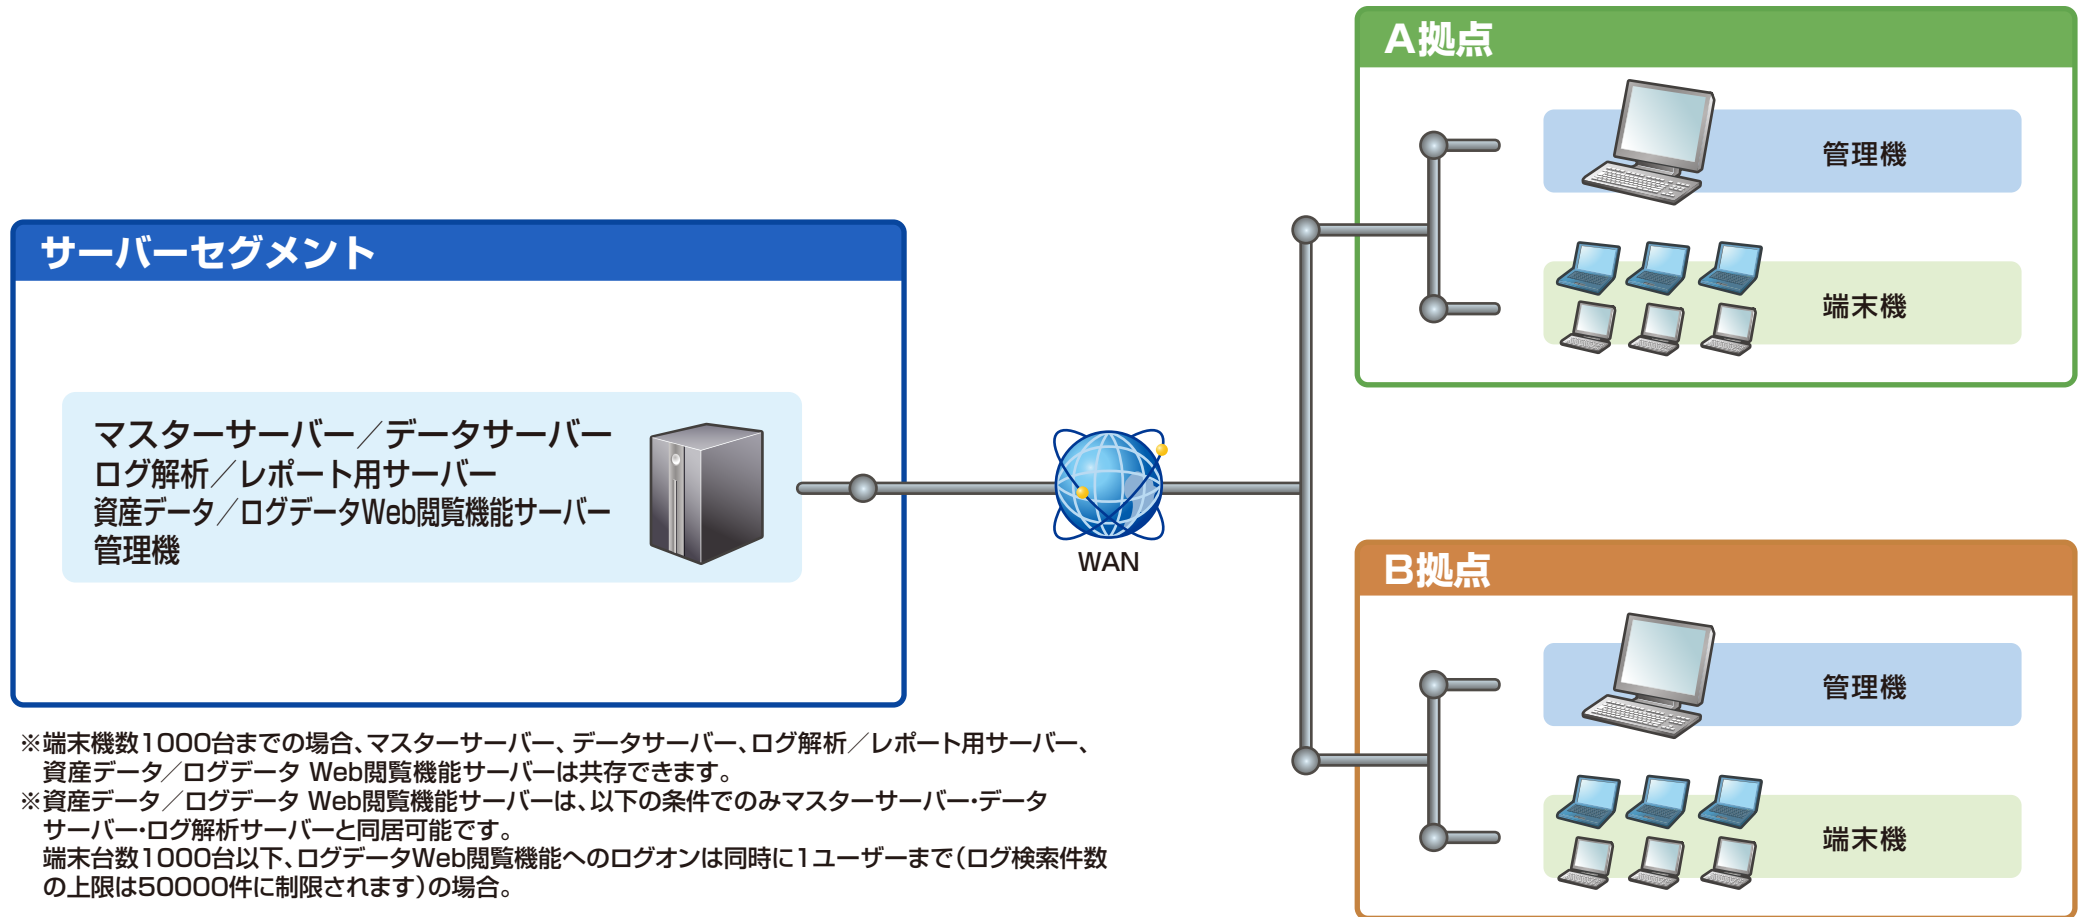 A拠点
管理機
端末機
サーバーセグメント
マスターサーバー／データサーバー
ログ解析／レポート用サーバー
資産データ／ログデータWeb閲覧機能サーバー
管理機
WAN
B拠点
管理機
端末機
※端末機数1000台までの場合、マスターサーバー、データサーバー、ログ解析／レポート用サーバー、
資産データ／ログデータ Web閲覧機能サーバーは共存できます。
※資産データ／ログデータ Web閲覧機能サーバーは、以下の条件でのみマスターサーバー・データ
サーバー・ログ解析サーバーと同居可能です。
端末台数1000台以下、ログデータWeb閲覧機能へのログオンは同時に1ユーザーまで（ログ検索件数
の上限は50000件に制限されます）の場合。